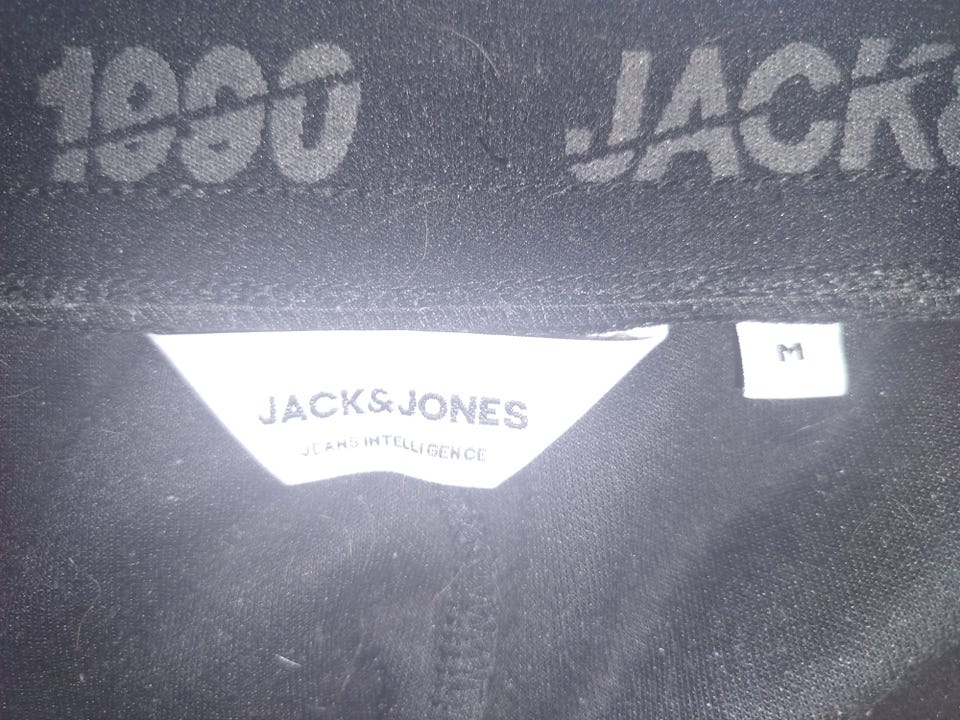 1990 JACK&
JACK&JONES
JEANS INTELLIGENCE
M